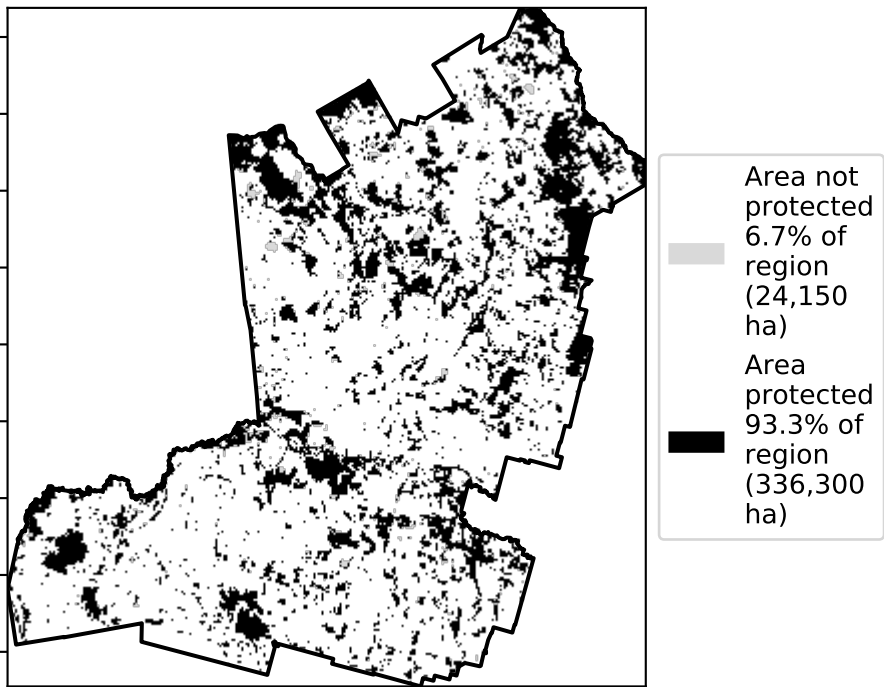 Area not
protected
6.7% of
region
(24,150
ha)
Area
protected
93.3% of
region
(336,300
ha)